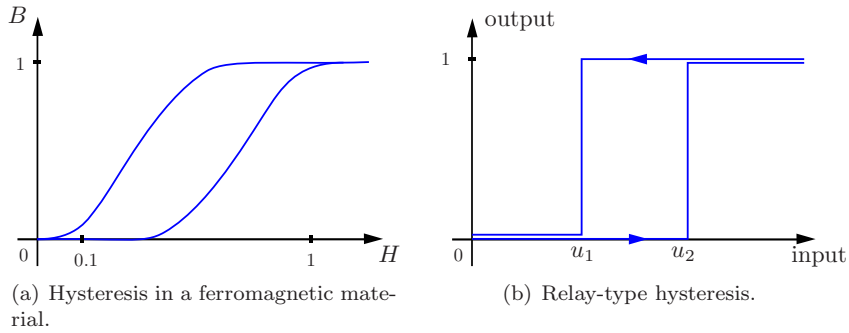 B
1
0
0.1
1
H
(a) Hysteresis in a ferromagnetic mate-
rial.
output
1
0
u1
u2
input
(b) Relay-type hysteresis.